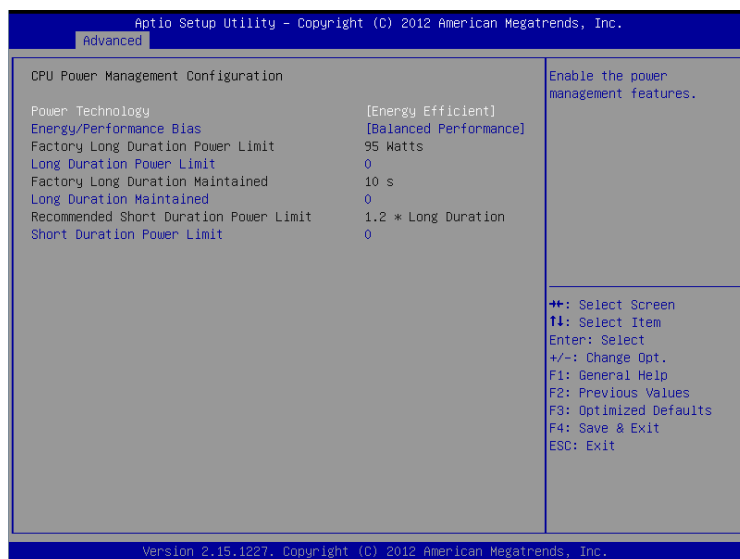 Aptio Setup Utility – Copyright (C) 2012 American Megatrends, Inc.
Advanced
CPU Power Management Configuration
Power Technology [Energy Efficient]
Energy/Performance Bias [Balanced Performance]
Factory Long Duration Power Limit 95 Watts
Long Duration Power Limit 0
Factory Long Duration Maintained 10 s
Long Duration Maintained 0
Recommended Short Duration Power Limit 1.2 * Long Duration
Short Duration Power Limit 0
Enable the power
management features.
→←: Select Screen
↑↓: Select Item
Enter: Select
+/-: Change Opt.
F1: General Help
F2: Previous Values
F3: Optimized Defaults
F4: Save & Exit
ESC: Exit
Version 2.15.1227. Copyright (C) 2012 American Megatrends, Inc.